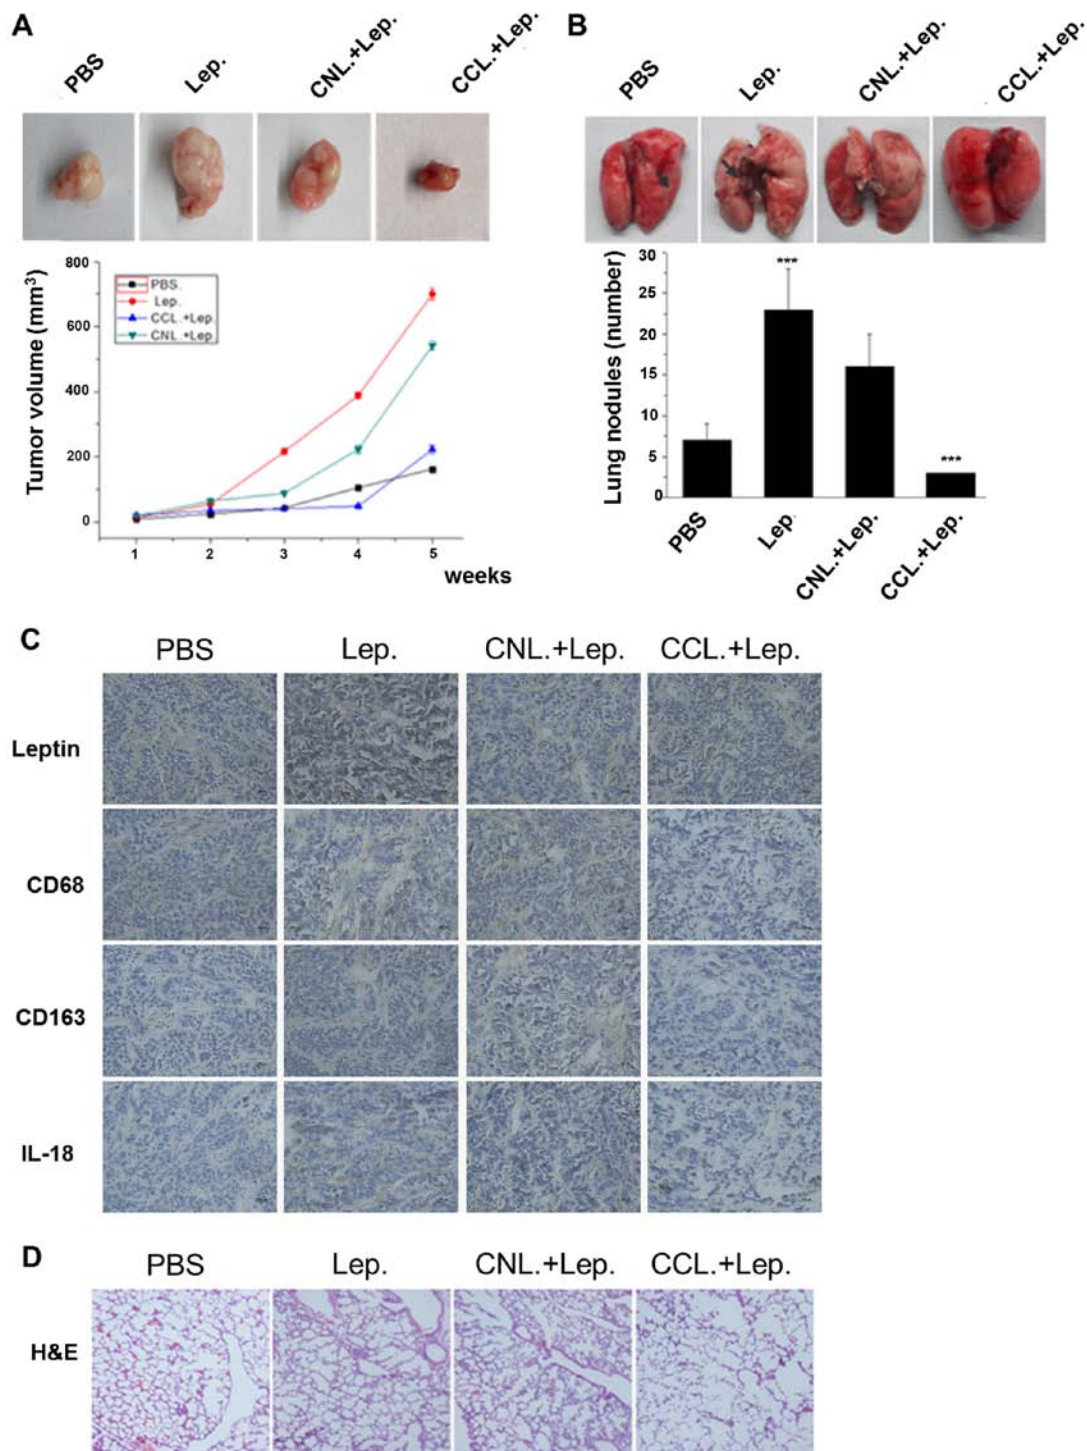 A
PBS
Lep.
CNL.+Lep.
CCL.+Lep.
800
600
400
200
0
Tumor volume (mm³)
PBS.
Lep.
CCL.+Lep.
CNL.+Lep.
1 2 3 4 5
weeks
B
PBS
Lep.
CNL.+Lep.
CCL.+Lep.
30
25
20
15
10
5
0
Lung nodules (number)
***
***
PBS
Lep.
CNL.+Lep.
CCL.+Lep.
C
PBS Lep. CNL.+Lep. CCL.+Lep.
Leptin
CD68
CD163
IL-18
D
PBS Lep. CNL.+Lep. CCL.+Lep.
H&E